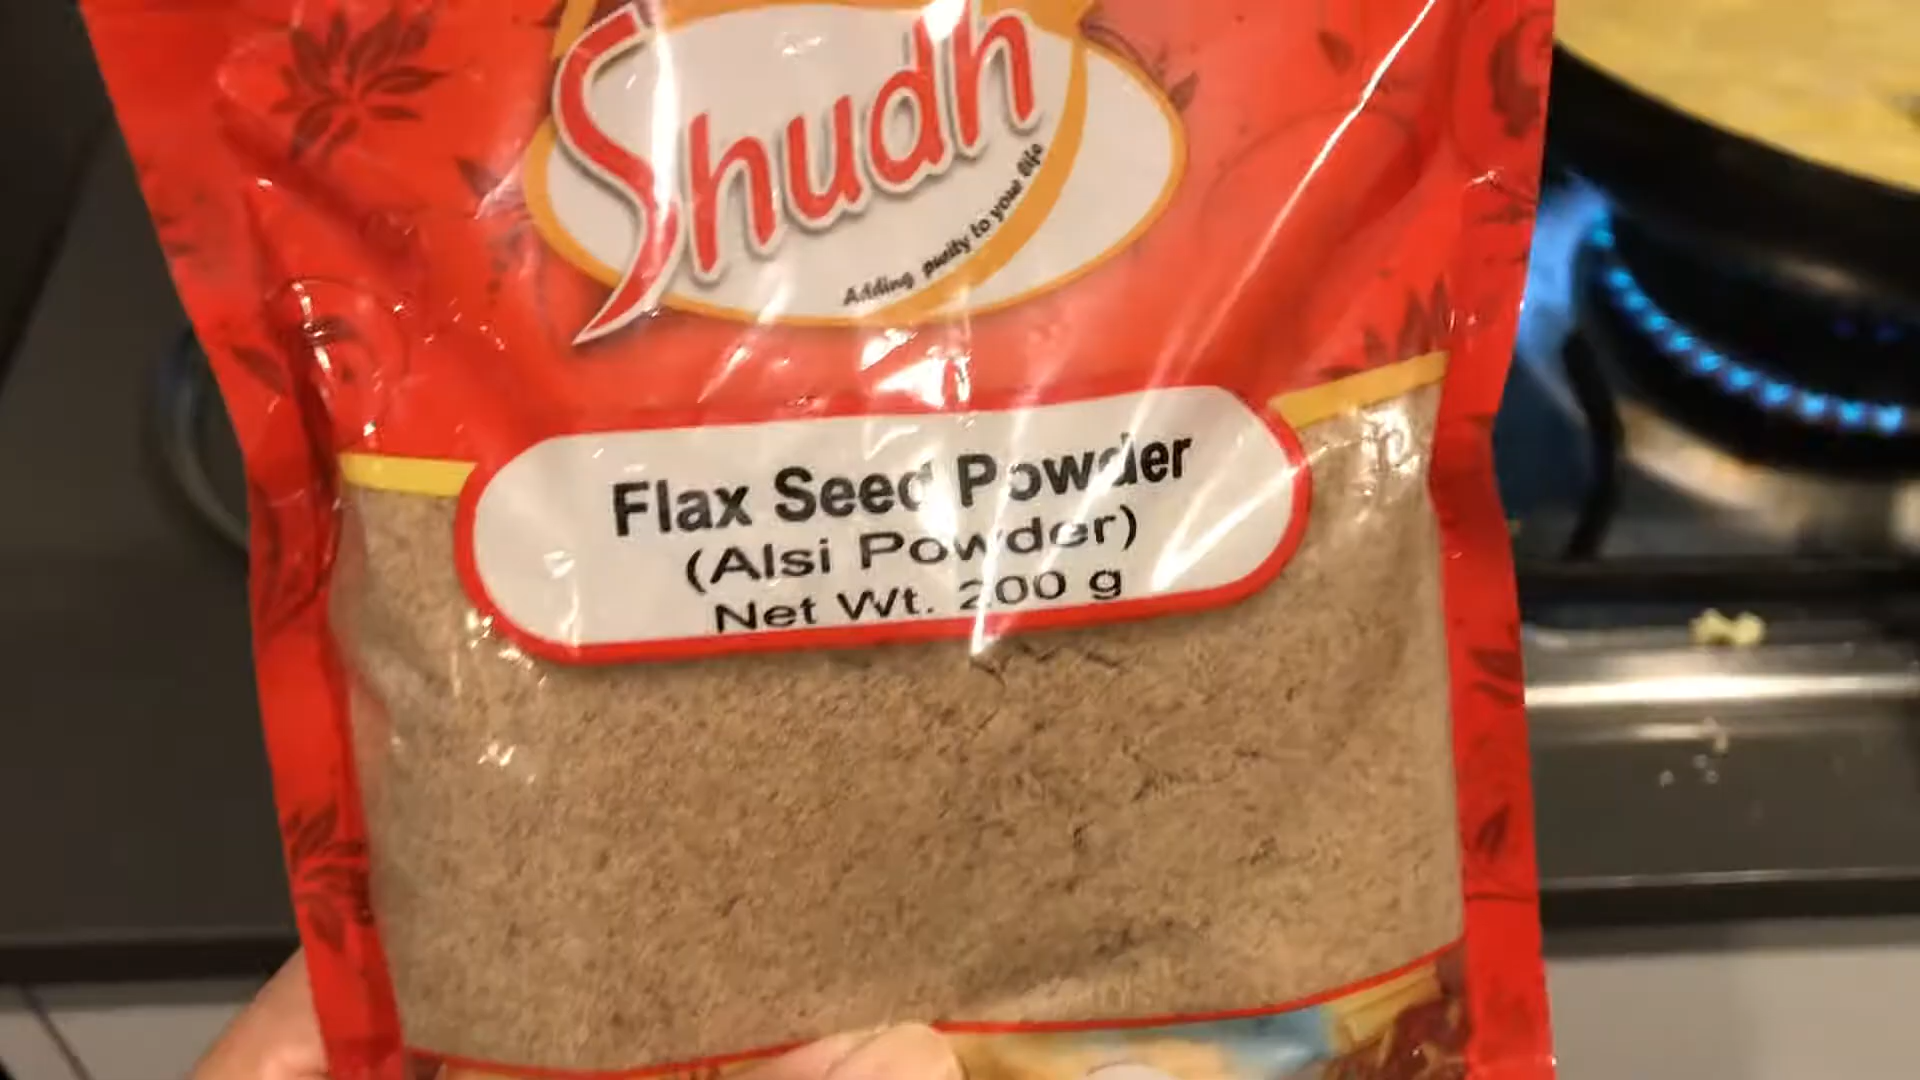 Shudh
Adding purity to your life
Flax Seed Powder
(Alsi Powder)
Net Wt. 200 g